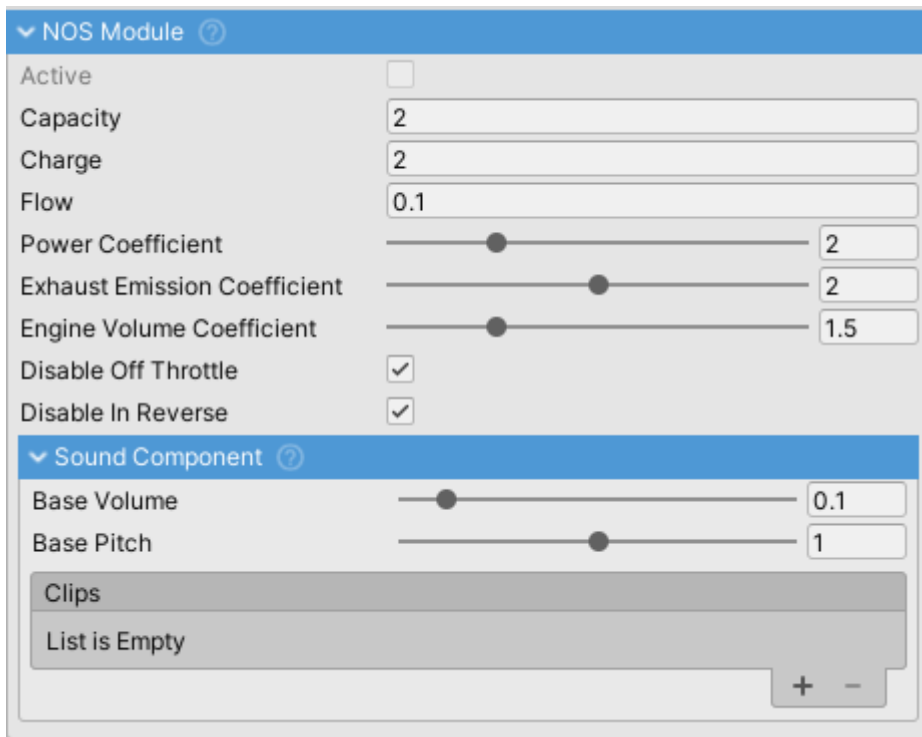 NOS Module ?
Active
Capacity 2
Charge 2
Flow 0.1
Power Coefficient 2
Exhaust Emission Coefficient 2
Engine Volume Coefficient 1.5
Disable Off Throttle
Disable In Reverse
Sound Component ?
Base Volume 0.1
Base Pitch 1
Clips
List is Empty
+ −